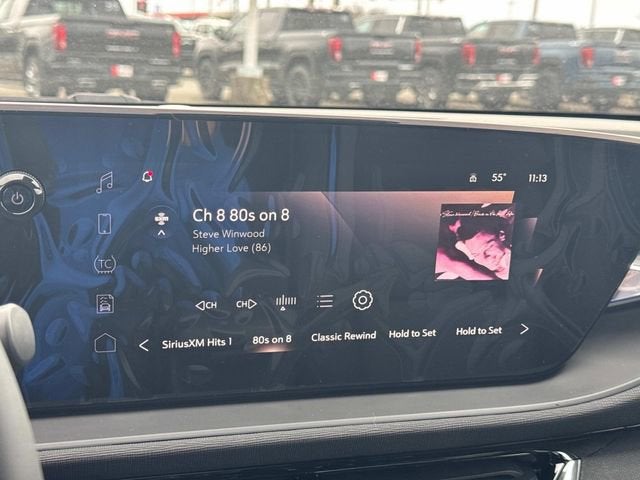 55° 11:13
Ch 8 80s on 8
Steve Winwood
Higher Love (86)
TC
CH CH
SiriusXM Hits 1 80s on 8 Classic Rewind Hold to Set Hold to Set